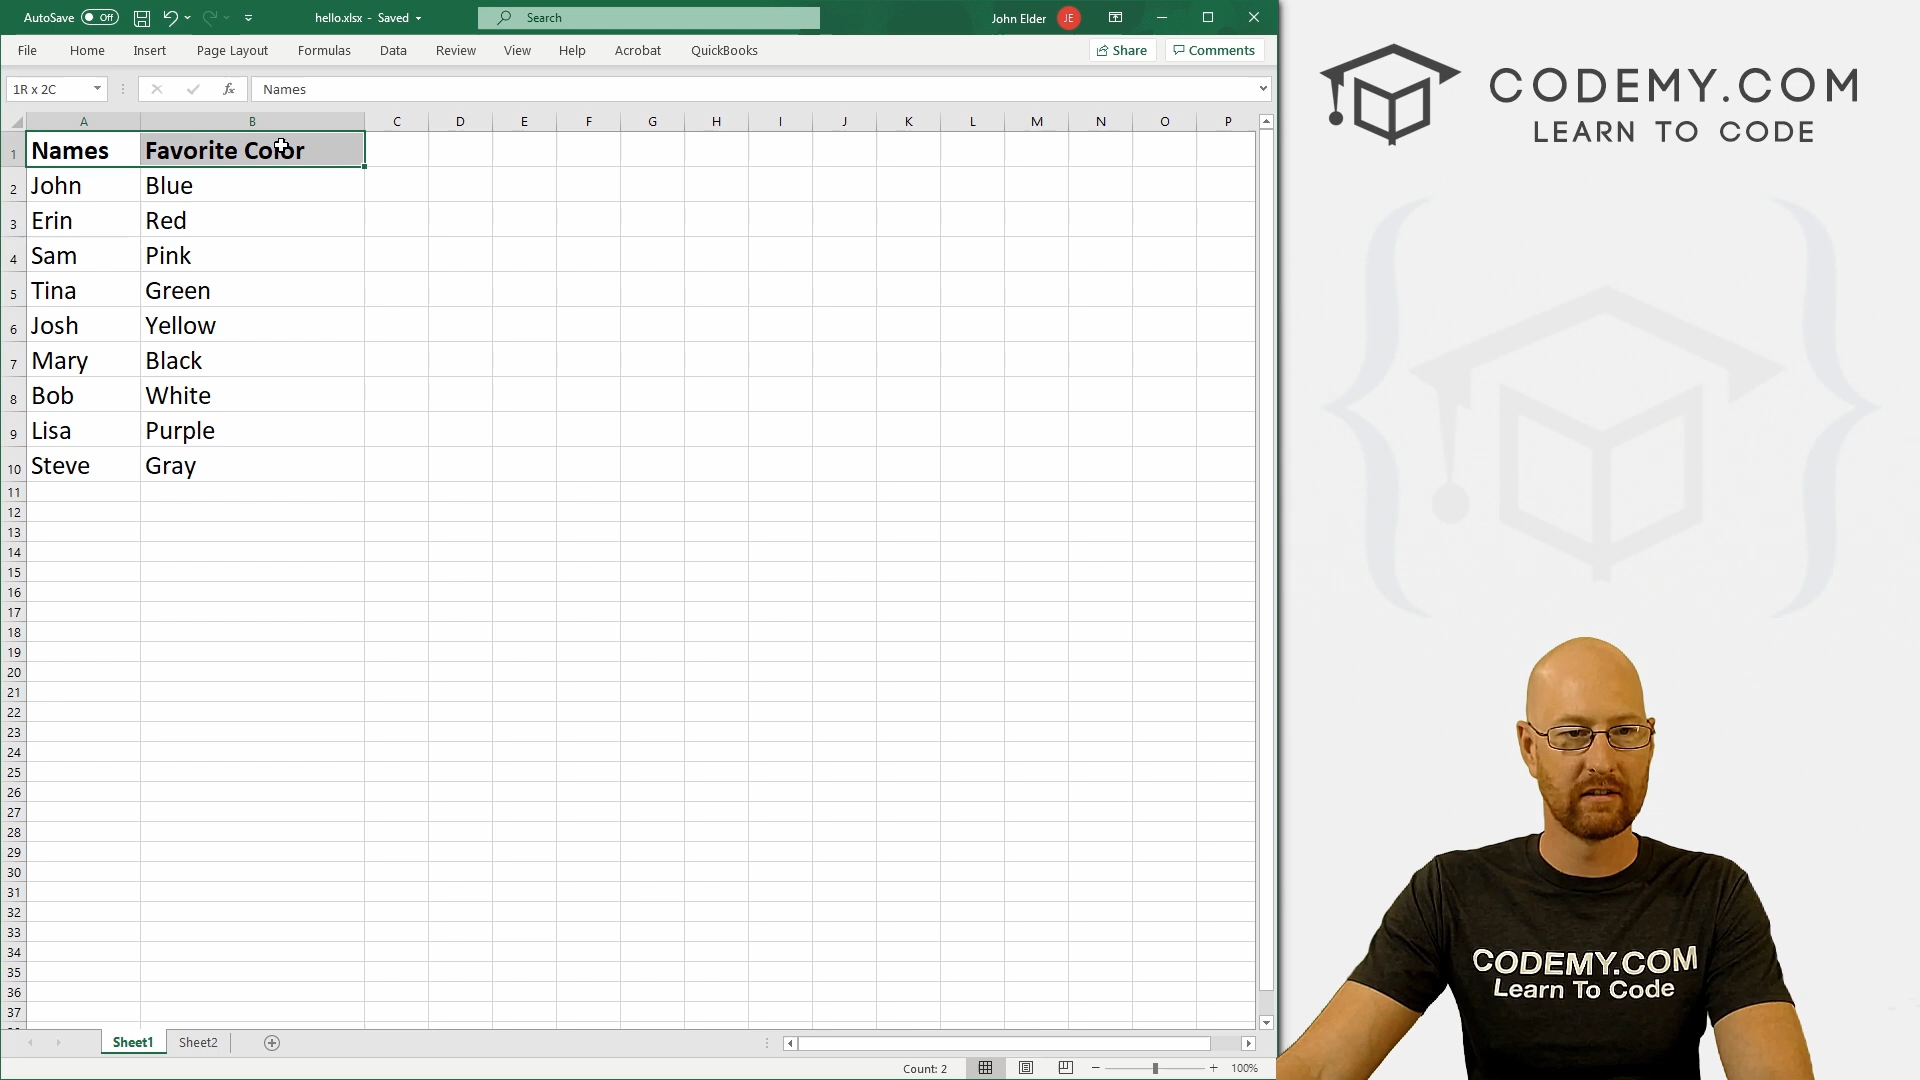 AutoSave Off hello.xlsx - Saved Search John Elder JE
File Home Insert Page Layout Formulas Data Review View Help Acrobat QuickBooks Share Comments
1R x 2C fx Names
A B C D E F G H I J K L M N O P
1 Names Favorite Color
2 John Blue
3 Erin Red
4 Sam Pink
5 Tina Green
6 Josh Yellow
7 Mary Black
8 Bob White
9 Lisa Purple
10 Steve Gray
11
12
13
14
15
16
17
18
19
20
21
22
23
24
25
26
27
28
29
30
31
32
33
34
35
36
37
Sheet1 Sheet2
Count: 2 100%
CODEMY.COM
LEARN TO CODE
CODEMY.COM
Learn To Code